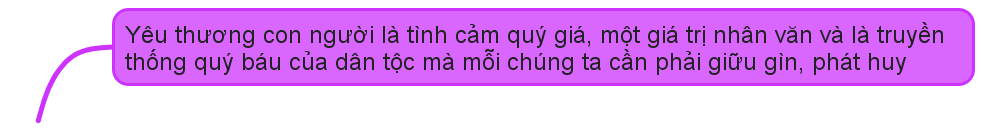 Yêu thương con người là tình cảm quý giá, một giá trị nhân văn và là truyền
thống quý báu của dân tộc mà mỗi chúng ta cần phải giữu gìn, phát huy